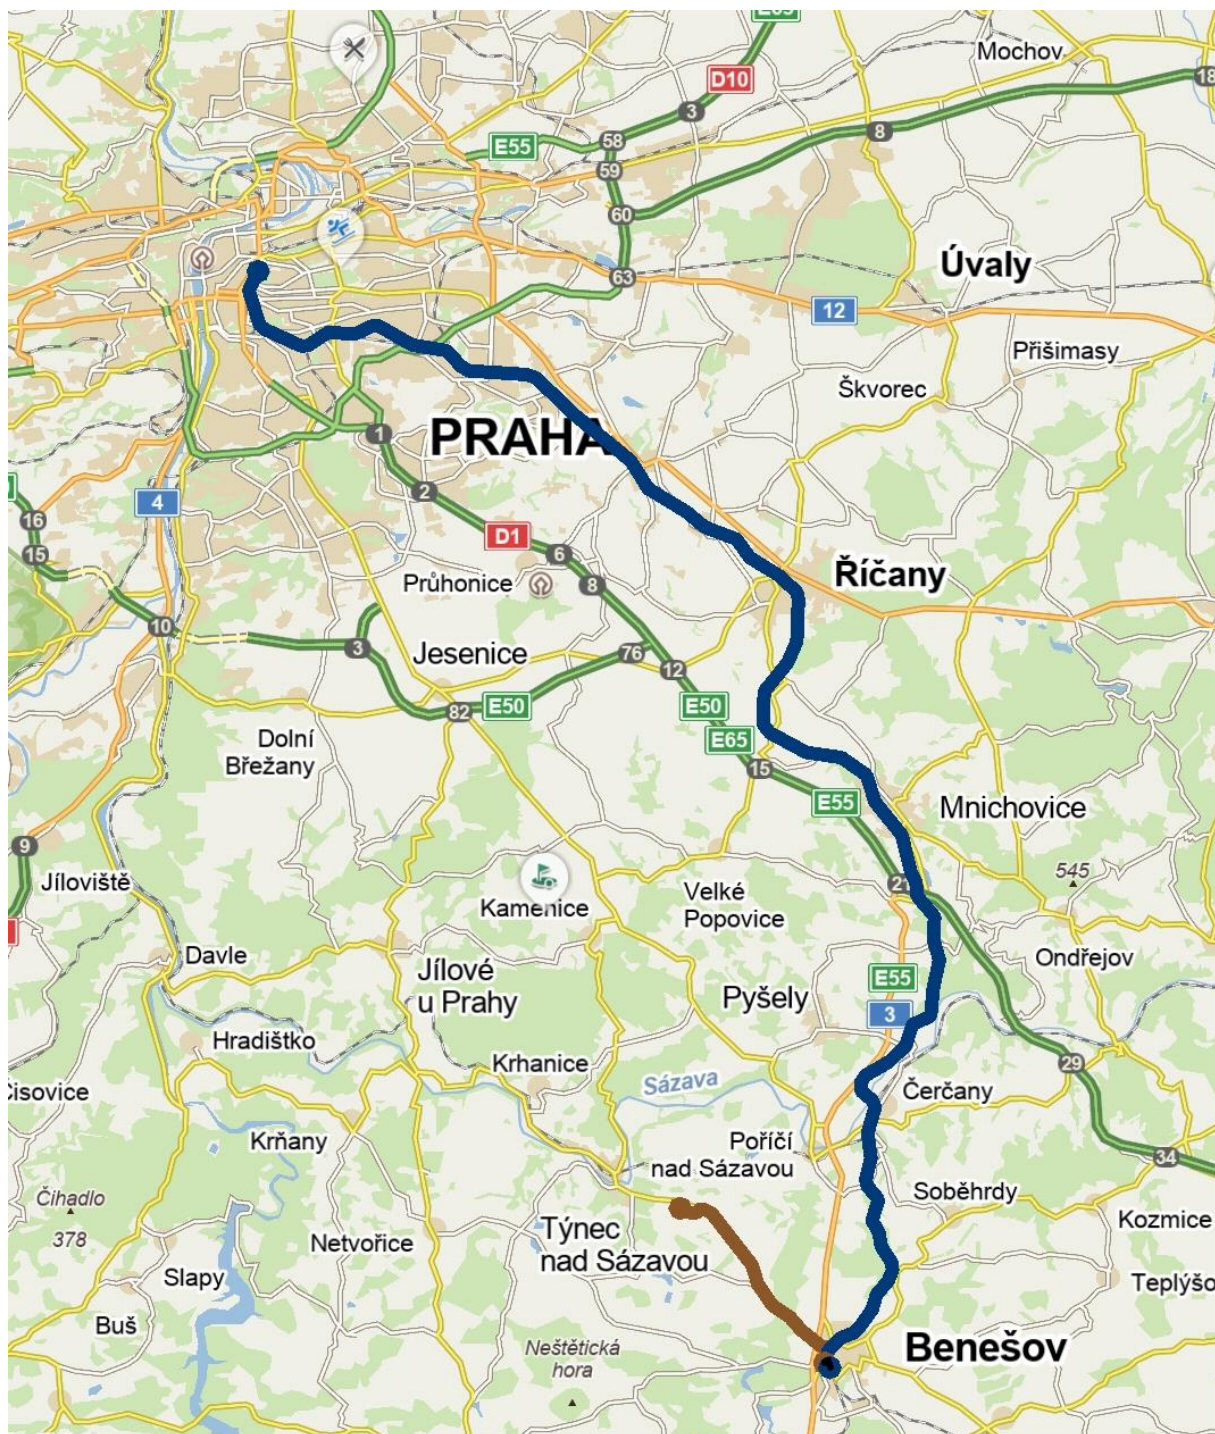 E65
D10
Mochov
18
3
8
E55
58
59
60
63
12
Úvaly
Přišimasy
Škvorec
PRAHA
1
2
4
16
15
D1
6
8
Průhonice
Říčany
10
3
Jesenice
76
12
82
E50
E50
E65
15
Dolní
Břežany
E55
Mnichovice
9
Jíloviště
21
545
Kamenice
Velké
Popovice
Davle
Jílové
u Prahy
Ondřejov
E55
Pyšely
3
Hradištko
Krhanice
Sázava
29
Čerčany
Čisovice
Krňany
Poříčí
nad Sázavou
34
Čihadlo
378
Soběhrdy
Kozmice
Týnec
nad Sázavou
Netvořice
Slapy
Teplýšo
Buš
Neštětická
hora
Benešov